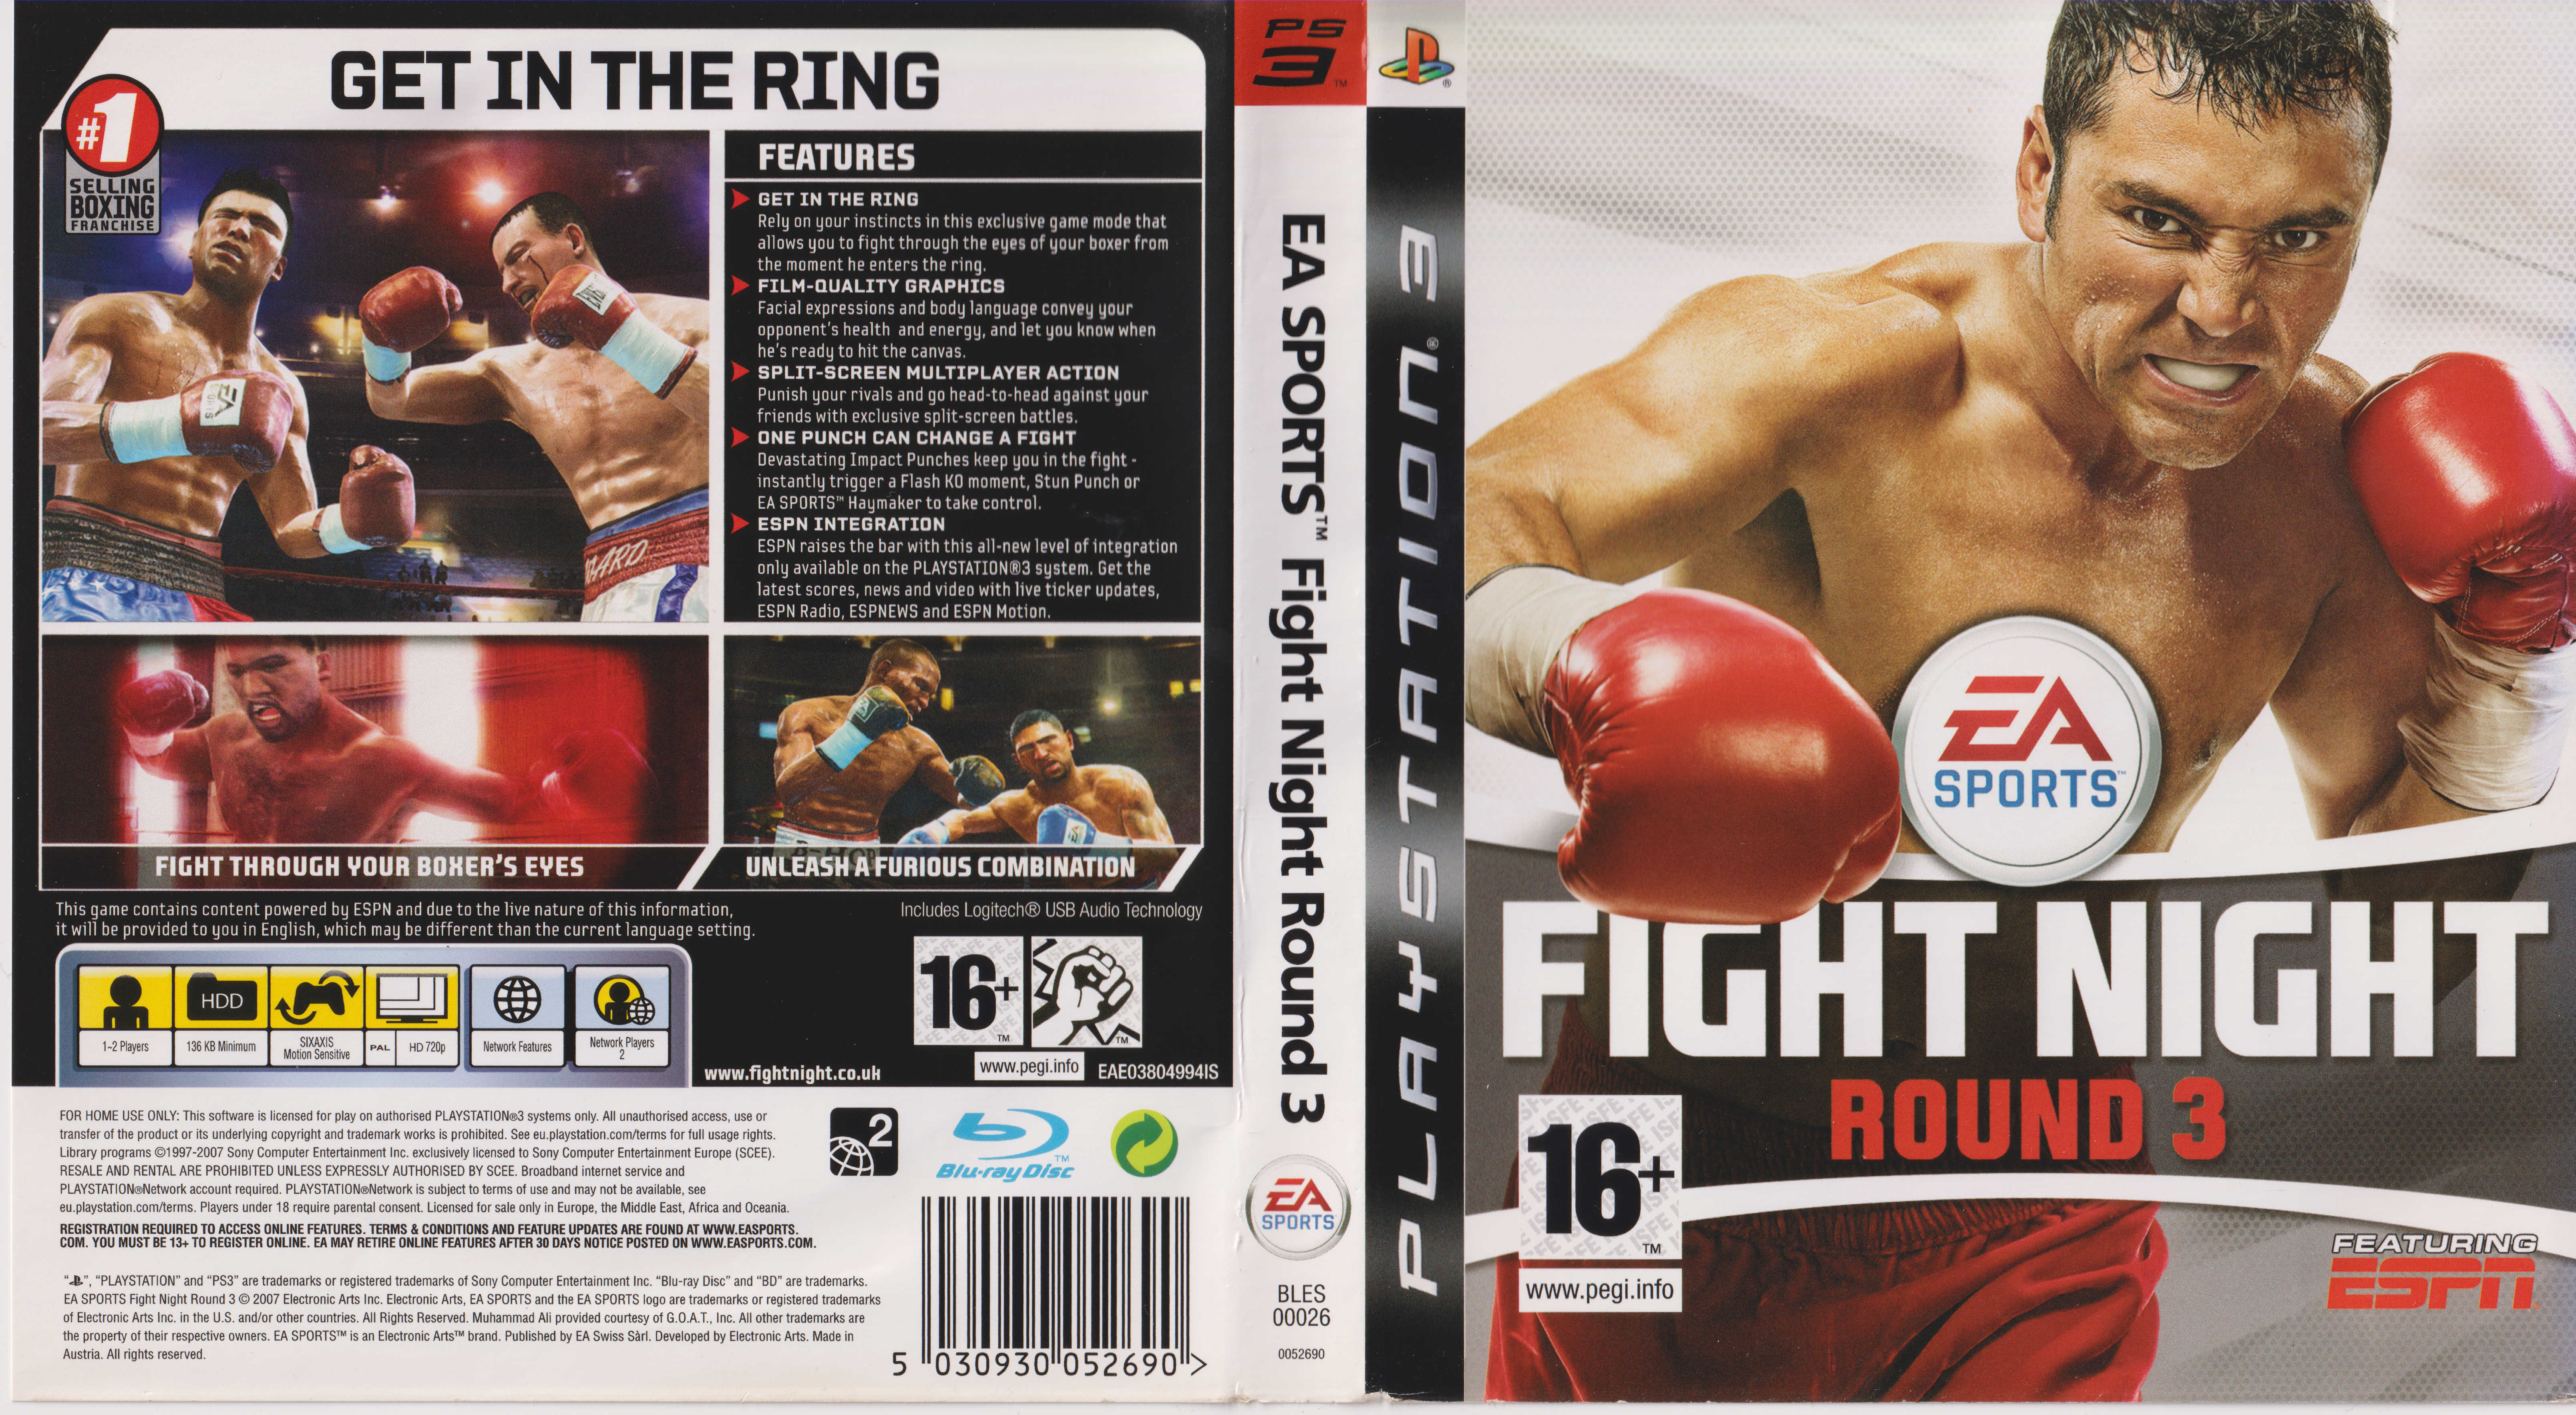 GET IN THE RING
#1
SELLING
BOXING
FRANCHISE
EA
SPORTS
FEATURES
GET IN THE RING
Rely on your instincts in this exclusive game mode that
allows you to fight through the eyes of your boxer from
the moment he enters the ring.
FILM-QUALITY GRAPHICS
Facial expressions and body language convey your
opponent's health and energy, and let you know when
he's ready to hit the canvas.
SPLIT-SCREEN MULTIPLAYER ACTION
Punish your rivals and go head-to-head against your
friends with exclusive split-screen battles.
ONE PUNCH CAN CHANGE A FIGHT
Devastating Impact Punches keep you in the fight -
instantly trigger a Flash KO moment, Stun Punch or
EA SPORTS™ Haymaker to take control.
ESPN INTEGRATION
ESPN raises the bar with this all-new level of integration
only available on the PLAYSTATION®3 system. Get the
latest scores, news and video with live ticker updates,
ESPN Radio, ESPNEWS and ESPN Motion.
FIGHT THROUGH YOUR BOXER'S EYES
UNLEASH A FURIOUS COMBINATION
This game contains content powered by ESPN and due to the live nature of this information,
it will be provided to you in English, which may be different than the current language setting.
Includes Logitech® USB Audio Technology
HDD
1-2 Players
136 KB Minimum
SIXAXIS
Motion Sensitive
PAL
HD 720p
Network Features
Network Players
2
16+
™
™
www.fightnight.co.uk
www.pegi.info
EAE03804994IS
FOR HOME USE ONLY: This software is licensed for play on authorised PLAYSTATION®3 systems only. All unauthorised access, use or
transfer of the product or its underlying copyright and trademark works is prohibited. See eu.playstation.com/terms for full usage rights.
Library programs ©1997-2007 Sony Computer Entertainment Inc. exclusively licensed to Sony Computer Entertainment Europe (SCEE).
RESALE AND RENTAL ARE PROHIBITED UNLESS EXPRESSLY AUTHORISED BY SCEE. Broadband internet service and
PLAYSTATION®Network account required. PLAYSTATION®Network is subject to terms of use and may not be available, see
eu.playstation.com/terms. Players under 18 require parental consent. Licensed for sale only in Europe, the Middle East, Africa and Oceania.
REGISTRATION REQUIRED TO ACCESS ONLINE FEATURES. TERMS & CONDITIONS AND FEATURE UPDATES ARE FOUND AT WWW.EASPORTS.
COM. YOU MUST BE 13+ TO REGISTER ONLINE. EA MAY RETIRE ONLINE FEATURES AFTER 30 DAYS NOTICE POSTED ON WWW.EASPORTS.COM.
"", "PLAYSTATION" and "PS3" are trademarks or registered trademarks of Sony Computer Entertainment Inc. "Blu-ray Disc" and "BD" are trademarks.
EA SPORTS Fight Night Round 3 © 2007 Electronic Arts Inc. Electronic Arts, EA SPORTS and the EA SPORTS logo are trademarks or registered trademarks
of Electronic Arts Inc. in the U.S. and/or other countries. All Rights Reserved. Muhammad Ali provided courtesy of G.O.A.T., Inc. All other trademarks are
the property of their respective owners. EA SPORTS™ is an Electronic Arts™ brand. Published by EA Swiss Sàrl. Developed by Electronic Arts. Made in
Austria. All rights reserved.
2
Blu-ray Disc™
5 030930 052690 >
PS
3™
EA SPORTS™ Fight Night Round 3
EA
SPORTS
BLES
00026
0052690
PLAYSTATION®3
EA
SPORTS™
FIGHT NIGHT
ROUND 3
16+
™
www.pegi.info
FEATURING
ESPN